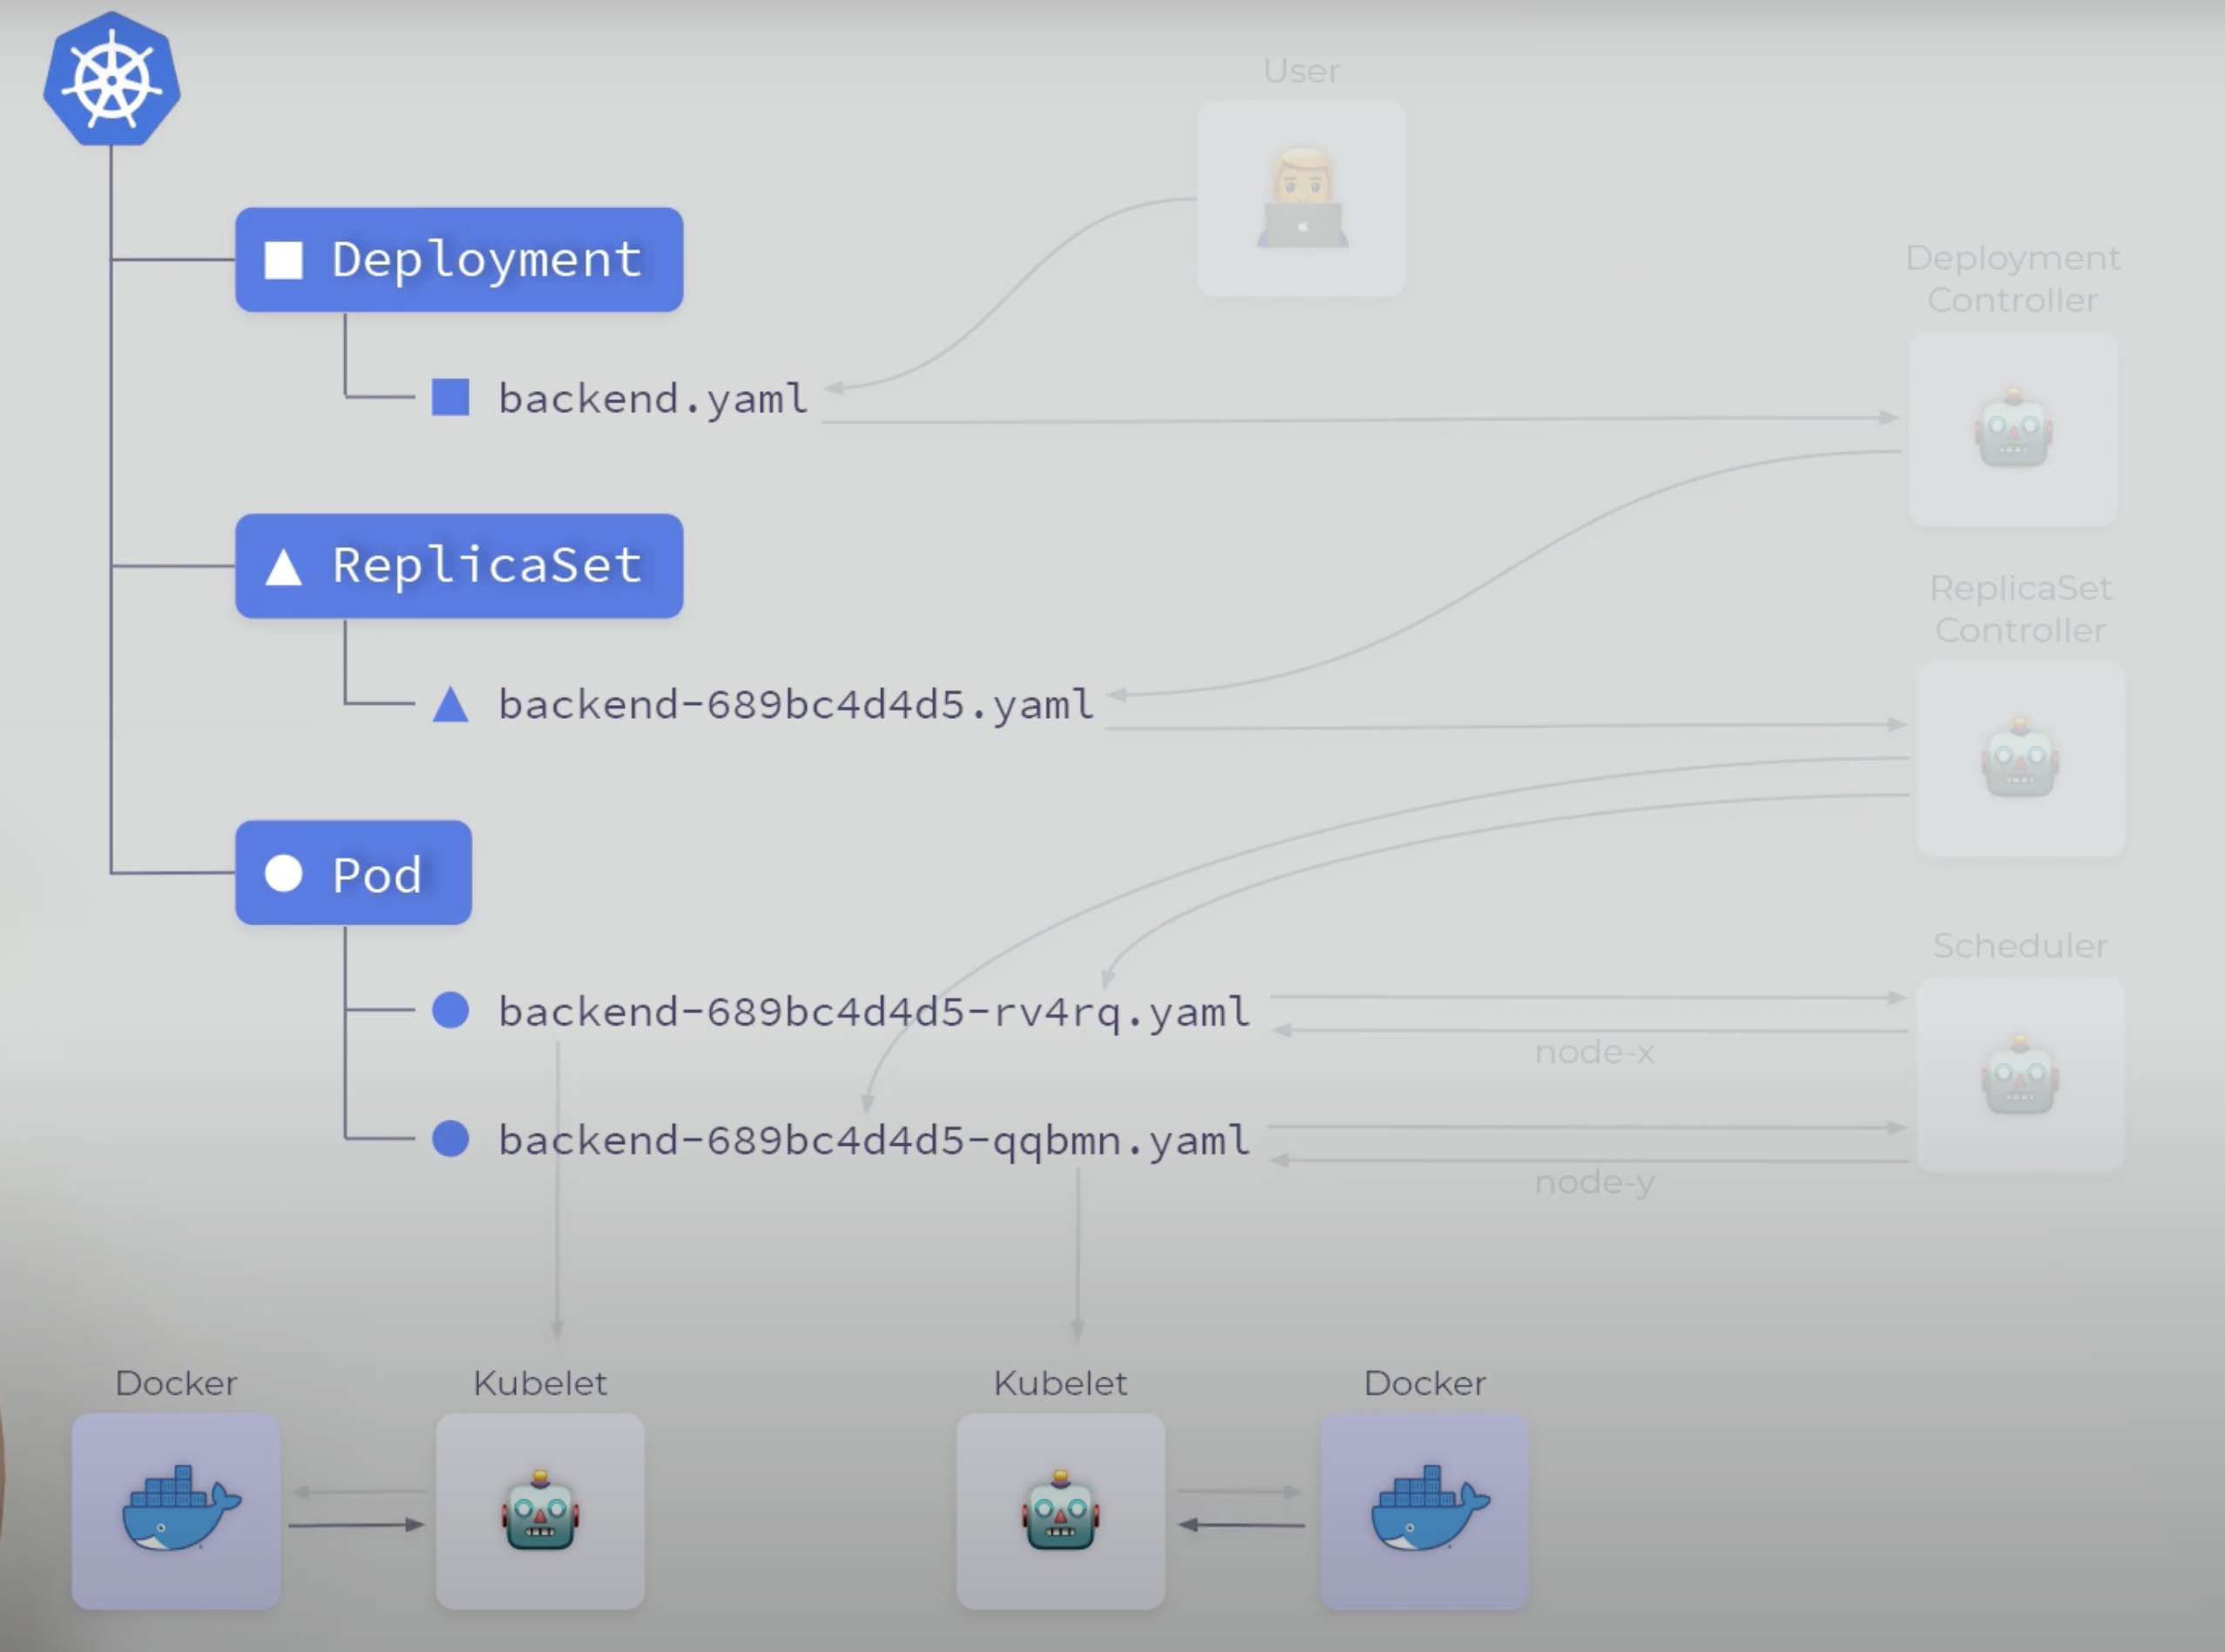 User
Deployment
backend.yaml
Deployment
Controller
ReplicaSet
backend-689bc4d4d5.yaml
ReplicaSet
Controller
Pod
backend-689bc4d4d5-rv4rq.yaml
node-x
backend-689bc4d4d5-qqbmn.yaml
node-y
Scheduler
Docker
Kubelet
Kubelet
Docker